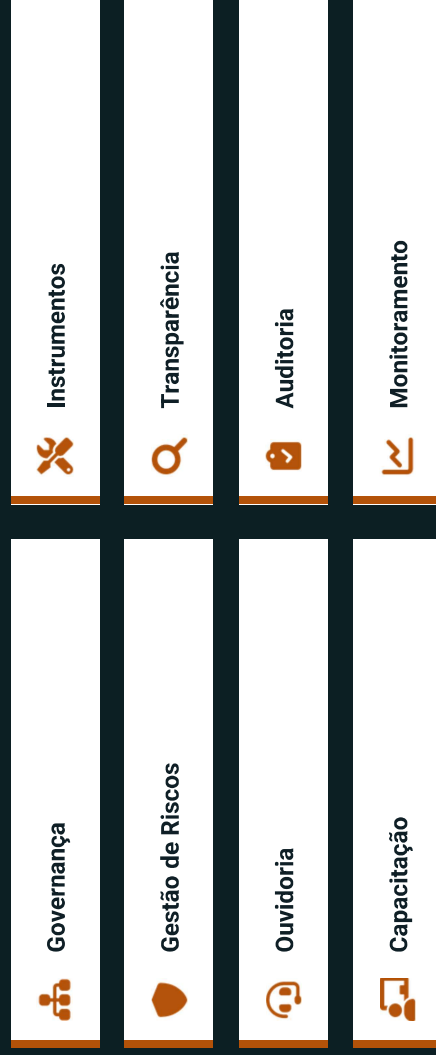 Governança
Instrumentos
Gestão de Riscos
Transparência
Ouvidoria
Auditoria
Capacitação
Monitoramento